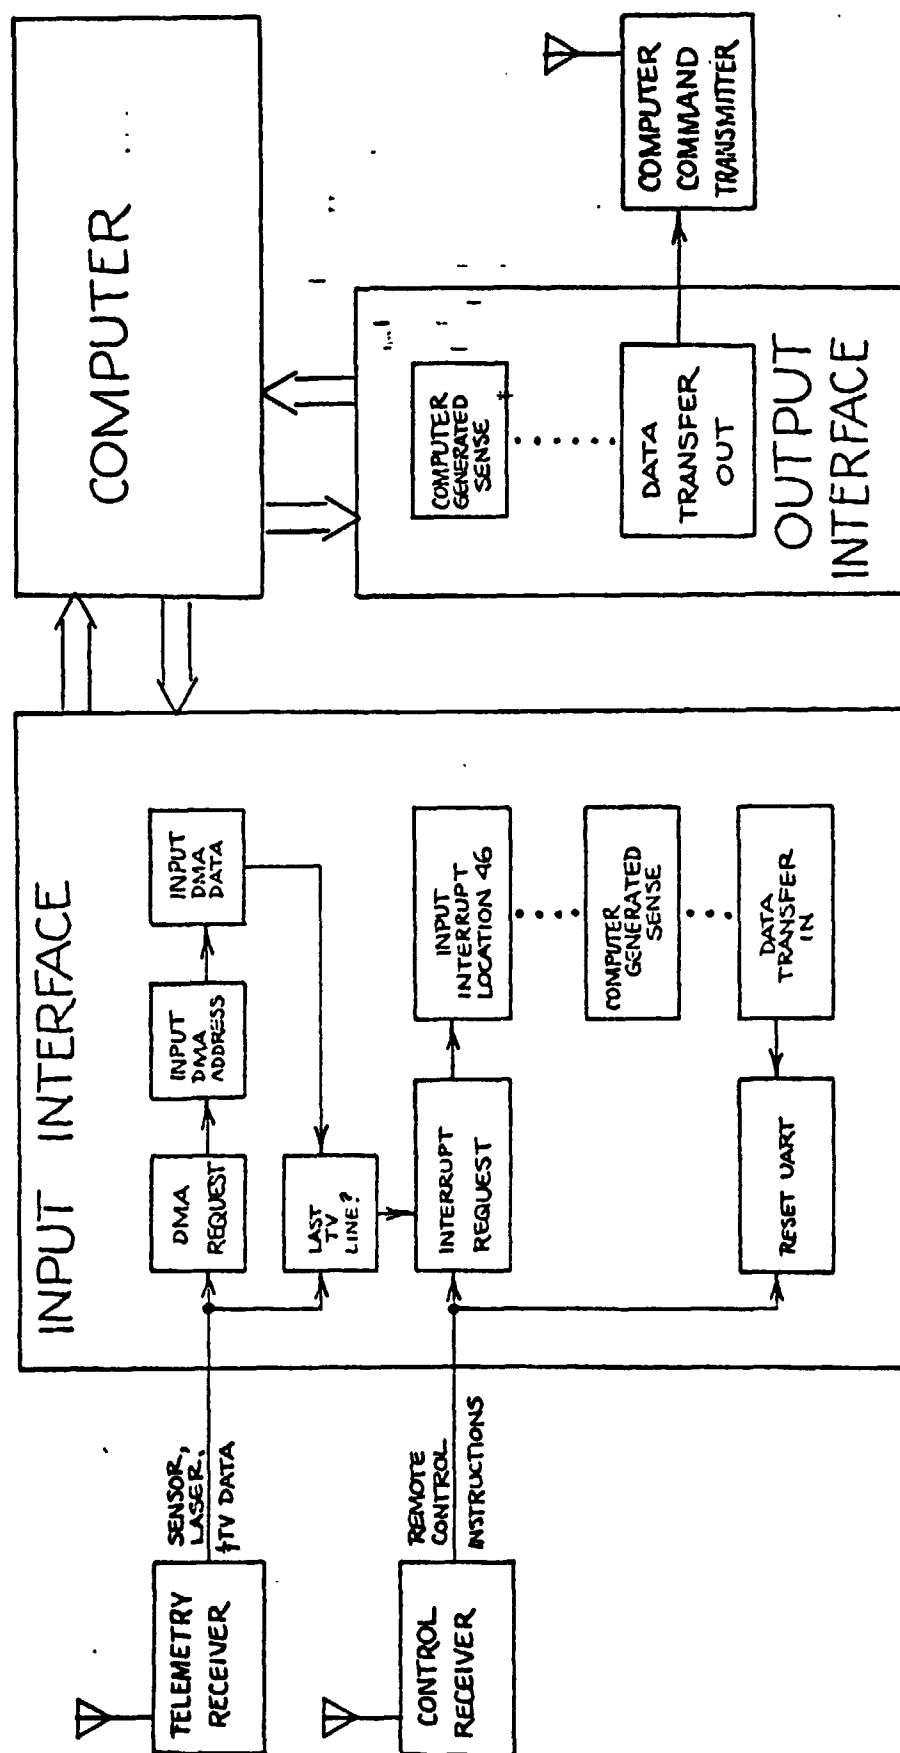 TELEMETRY
RECEIVER
SENSOR,
LASER,
+TV DATA
CONTROL
RECEIVER
REMOTE
CONTROL
INSTRUCTIONS
INPUT INTERFACE
DMA
REQUEST
INPUT
DMA
ADDRESS
INPUT
DMA
DATA
LAST
TV
LINE?
INTERRUPT
REQUEST
INPUT
INTERRUPT
LOCATION 46
COMPUTER
GENERATED
SENSE
DATA
TRANSFER
IN
RESET UART
COMPUTER
COMPUTER
GENERATED
SENSE
DATA
TRANSFER
OUT
OUTPUT
INTERFACE
COMPUTER
COMMAND
TRANSMITTER